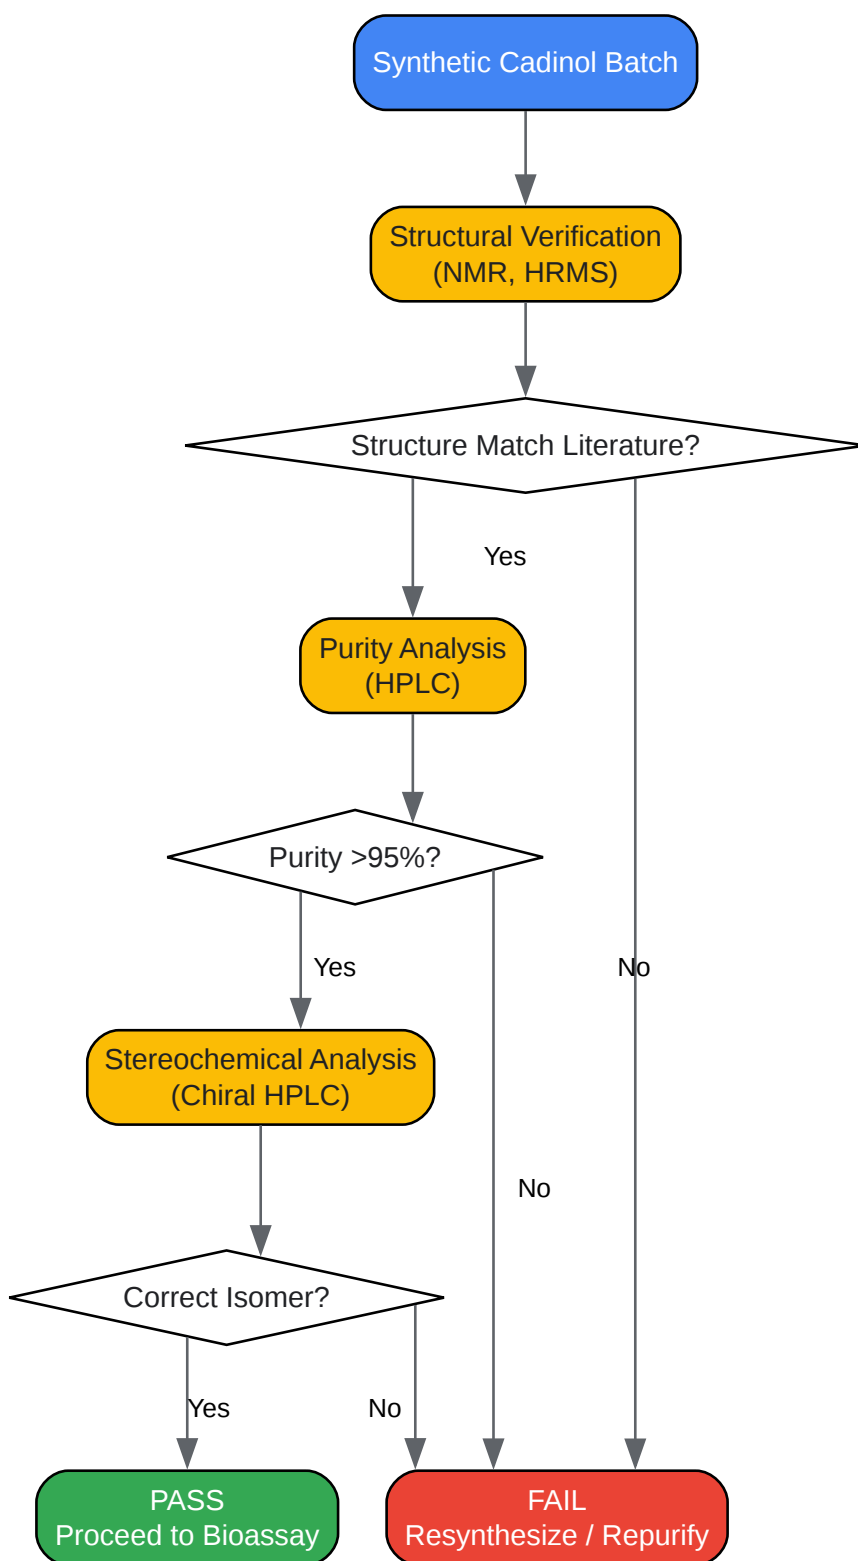 Synthetic Cadinol Batch
Structural Verification
(NMR, HRMS)
Structure Match Literature?
Yes
Purity Analysis
(HPLC)
Purity >95%?
Yes
No
Stereochemical Analysis
(Chiral HPLC)
No
Correct Isomer?
Yes
No
PASS
Proceed to Bioassay
FAIL
Resynthesize / Repurify